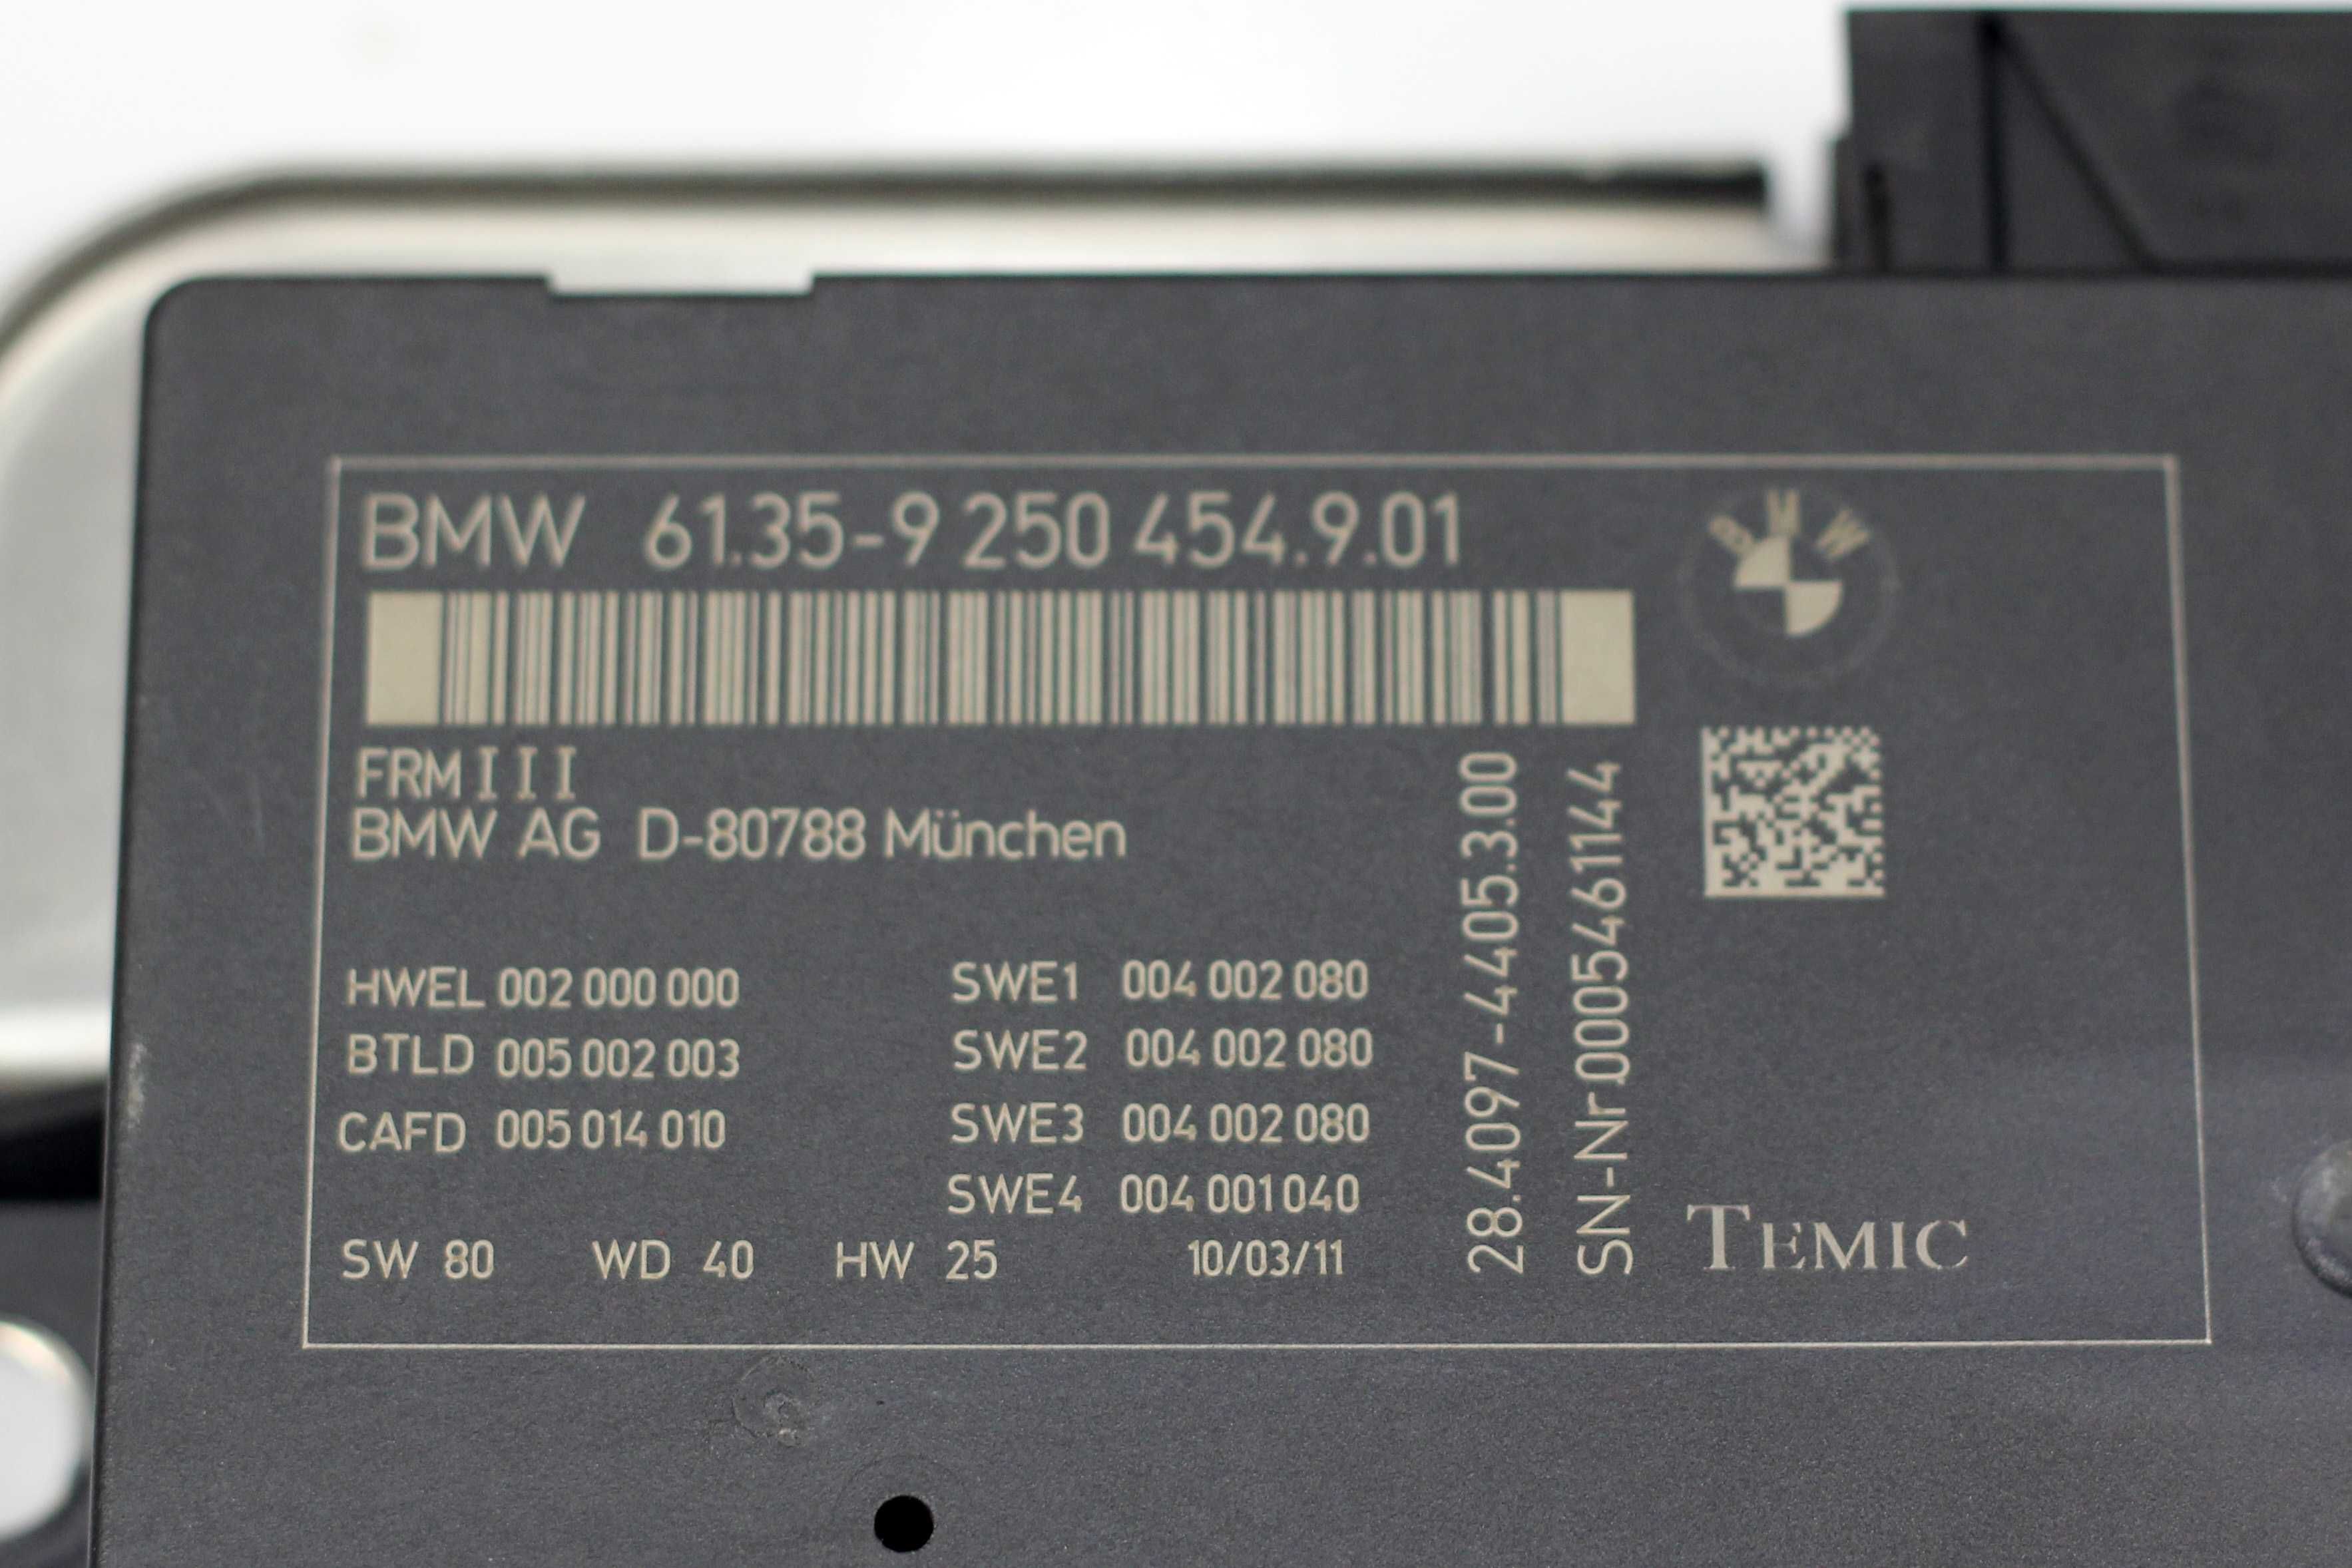 BMW 61.35-9 250 454.9.01
BMW
FRM III
BMW AG D-80788 München
HWEL 002 000 000
BTLD 005 002 003
CAFD 005 014 010
SWE1 004 002 080
SWE2 004 002 080
SWE3 004 002 080
SWE4 004 001 040
SW 80 WD 40 HW 25 10/03/11
28.4097-4405.3.00
SN-Nr.0005461144
TEMIC